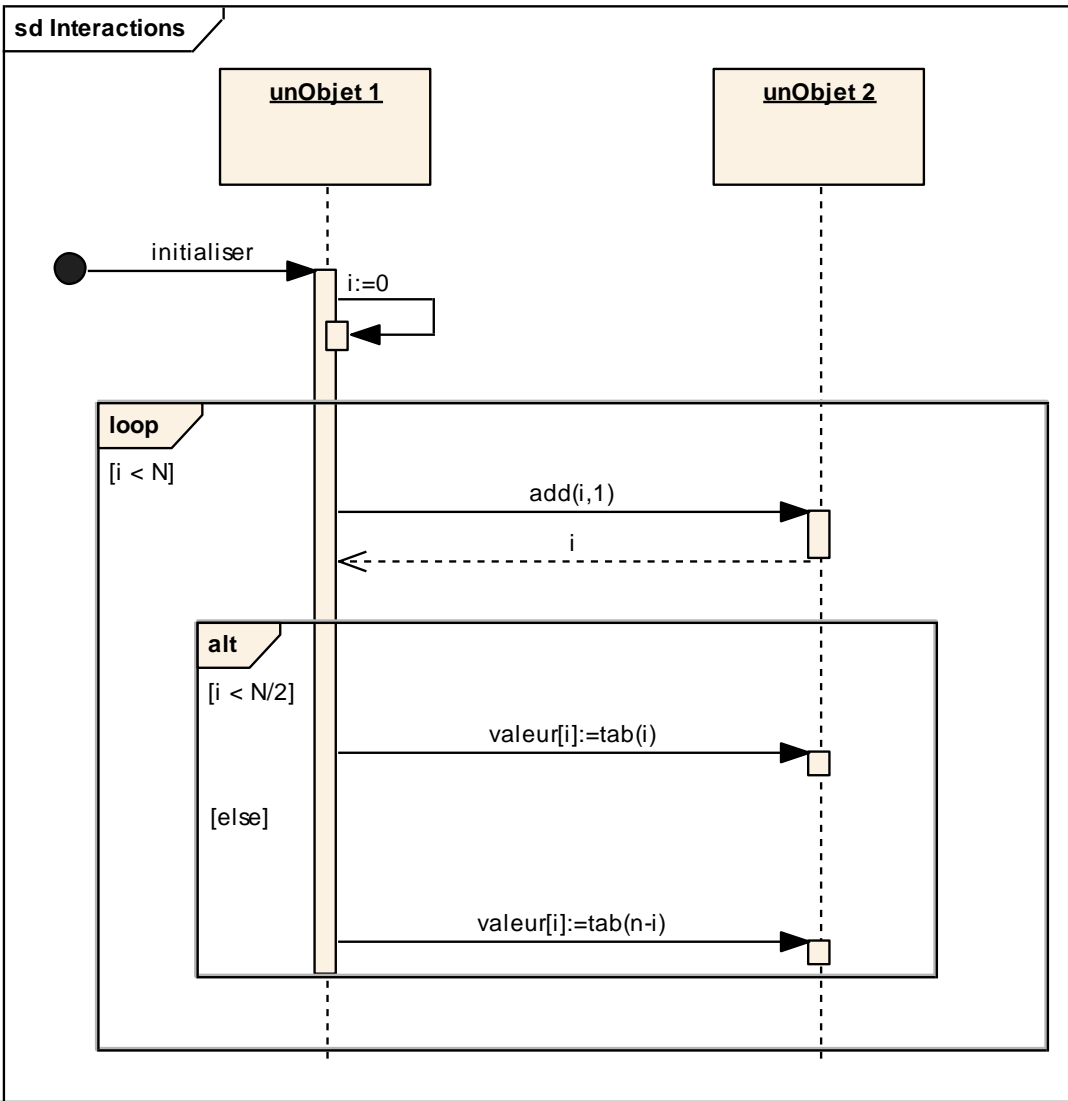 sd Interactions
unObjet 1
unObjet 2
initialiser
i:=0
loop
[i < N]
add(i,1)
i
alt
[i < N/2]
valeur[i]:=tab(i)
[else]
valeur[i]:=tab(n-i)